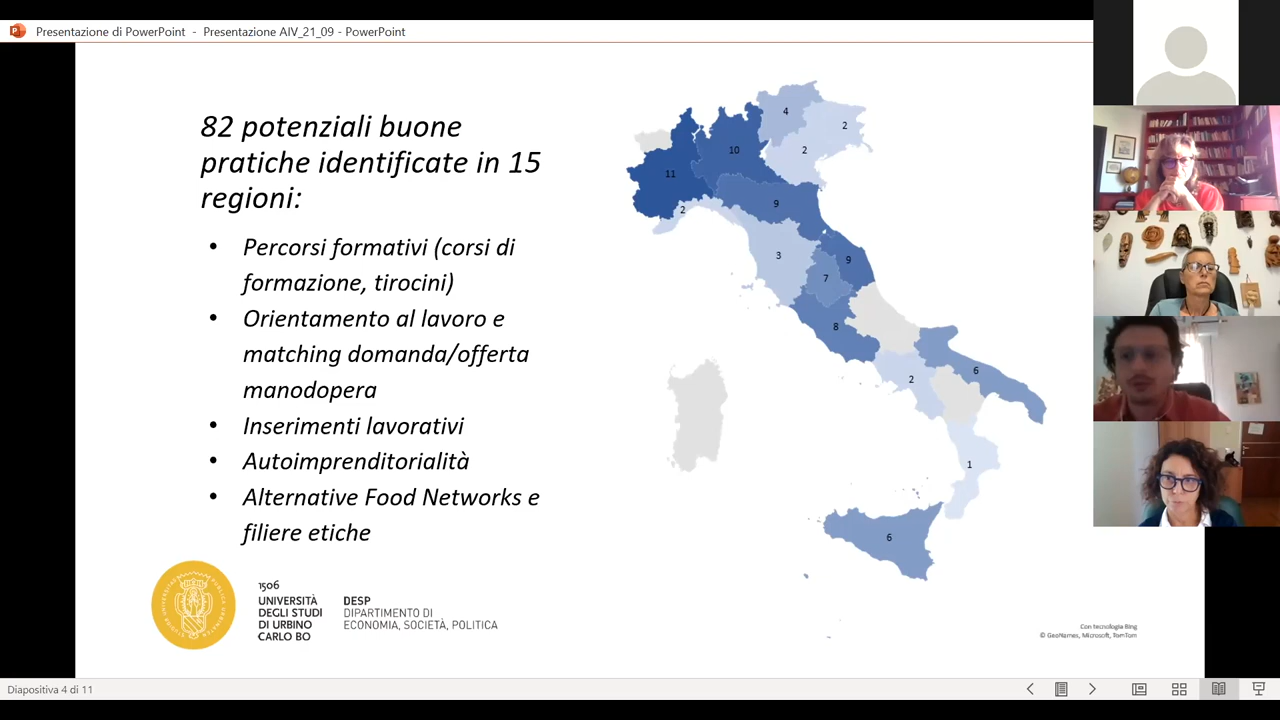 Presentazione di PowerPoint - Presentazione AIV_21_09 - PowerPoint
82 potenziali buone
pratiche identificate in 15
regioni:
• Percorsi formativi (corsi di
formazione, tirocini)
• Orientamento al lavoro e
matching domanda/offerta
manodopera
• Inserimenti lavorativi
• Autoimprenditorialità
• Alternative Food Networks e
filiere etiche
4
2
10
2
11
9
2
3
9
7
8
6
2
1
6
1506
UNIVERSITÀ
DEGLI STUDI
DI URBINO
CARLO BO
DESP
DIPARTIMENTO DI
ECONOMIA, SOCIETÀ, POLITICA
Con tecnologia Bing
© GeoNames, Microsoft, TomTom
Diapositiva 4 di 11